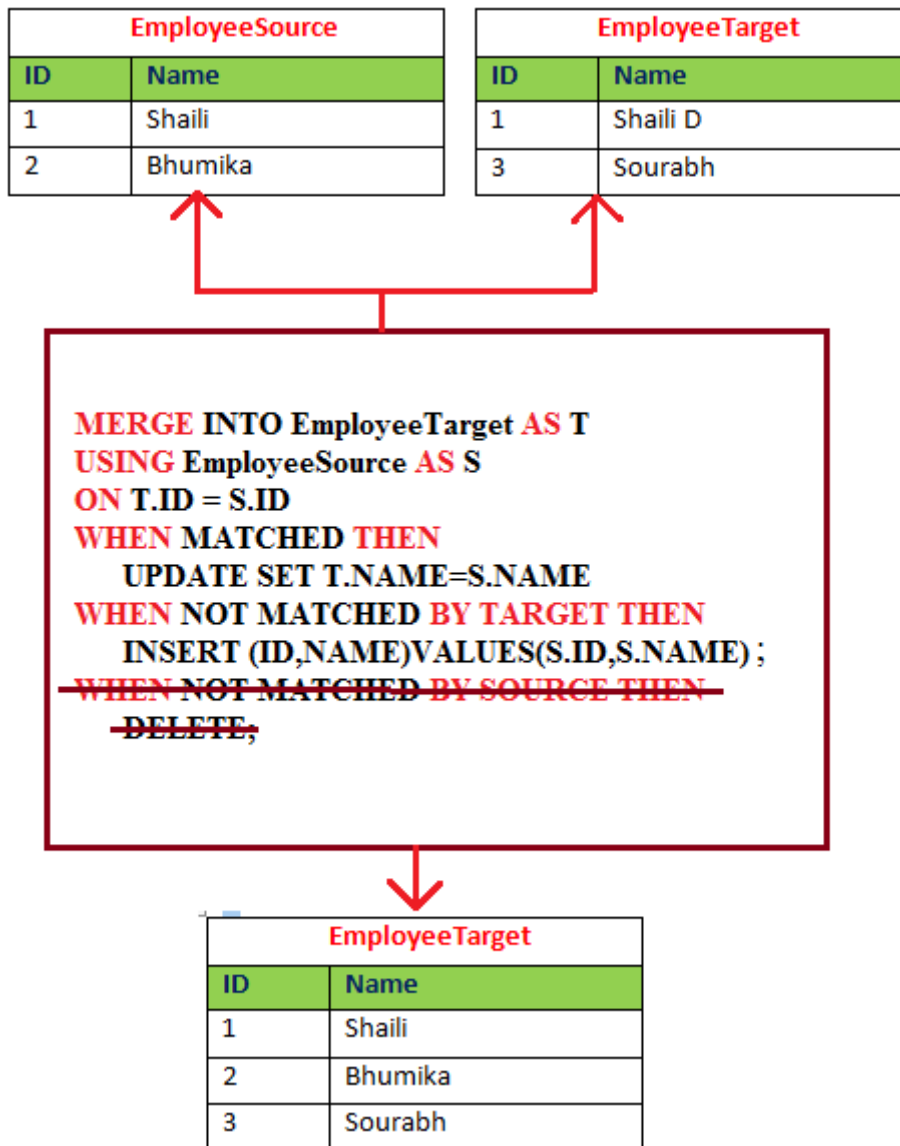 EmployeeSource
ID Name
1 Shaili
2 Bhumika
EmployeeTarget
ID Name
1 Shaili D
3 Sourabh
MERGE INTO EmployeeTarget AS T
USING EmployeeSource AS S
ON T.ID = S.ID
WHEN MATCHED THEN
UPDATE SET T.NAME=S.NAME
WHEN NOT MATCHED BY TARGET THEN
INSERT (ID,NAME)VALUES(S.ID,S.NAME) ;
WHEN NOT MATCHED BY SOURCE THEN
DELETE;
EmployeeTarget
ID Name
1 Shaili
2 Bhumika
3 Sourabh